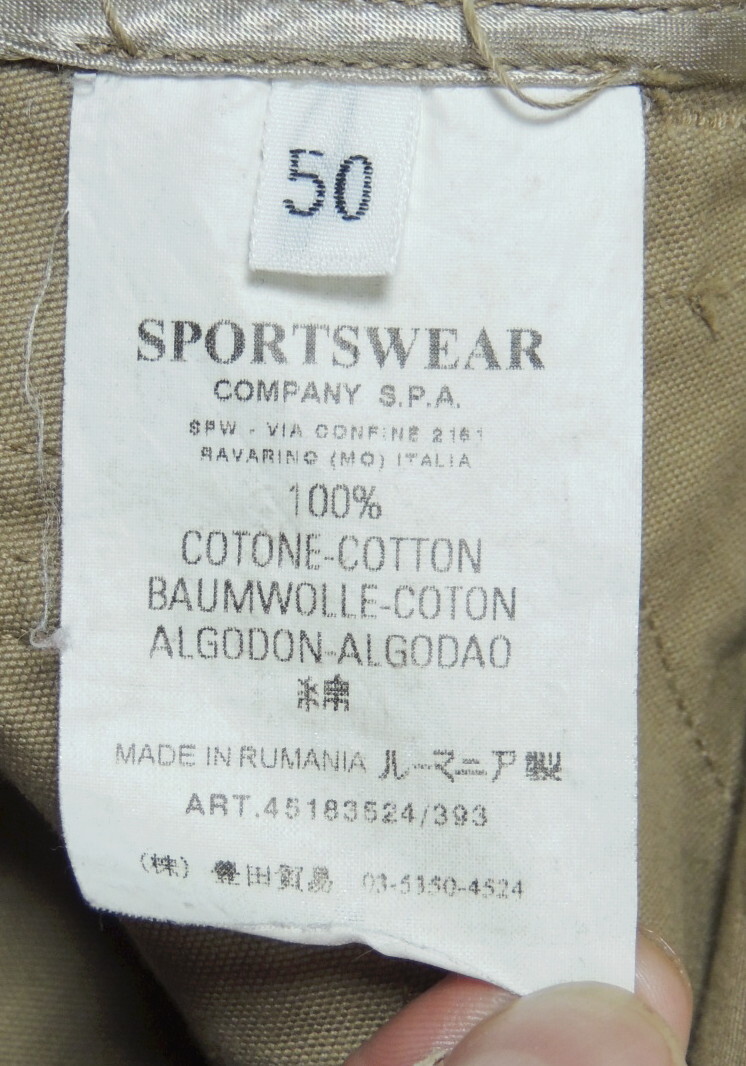 50
SPORTSWEAR
COMPANY S.P.A.
SPW - VIA CONFINE 2161
RAVARINO (MO) ITALIA
100%
COTONE-COTTON
BAUMWOLLE-COTON
ALGODON-ALGODAO
綿
MADE IN RUMANIA ルーマニア製
ART.45183524/393
(株) 豊田貿易 03-5350-4524